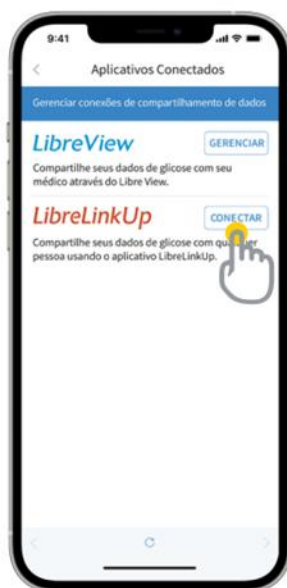 9:41
Aplicativos Conectados
Gerenciar conexões de compartilhamento de dados
LibreView
GERENCIAR
Compartilhe seus dados de glicose com seu
médico através do Libre View.
LibreLinkUp
CONECTAR
Compartilhe seus dados de glicose com qualquer
pessoa usando o aplicativo LibreLinkUp.